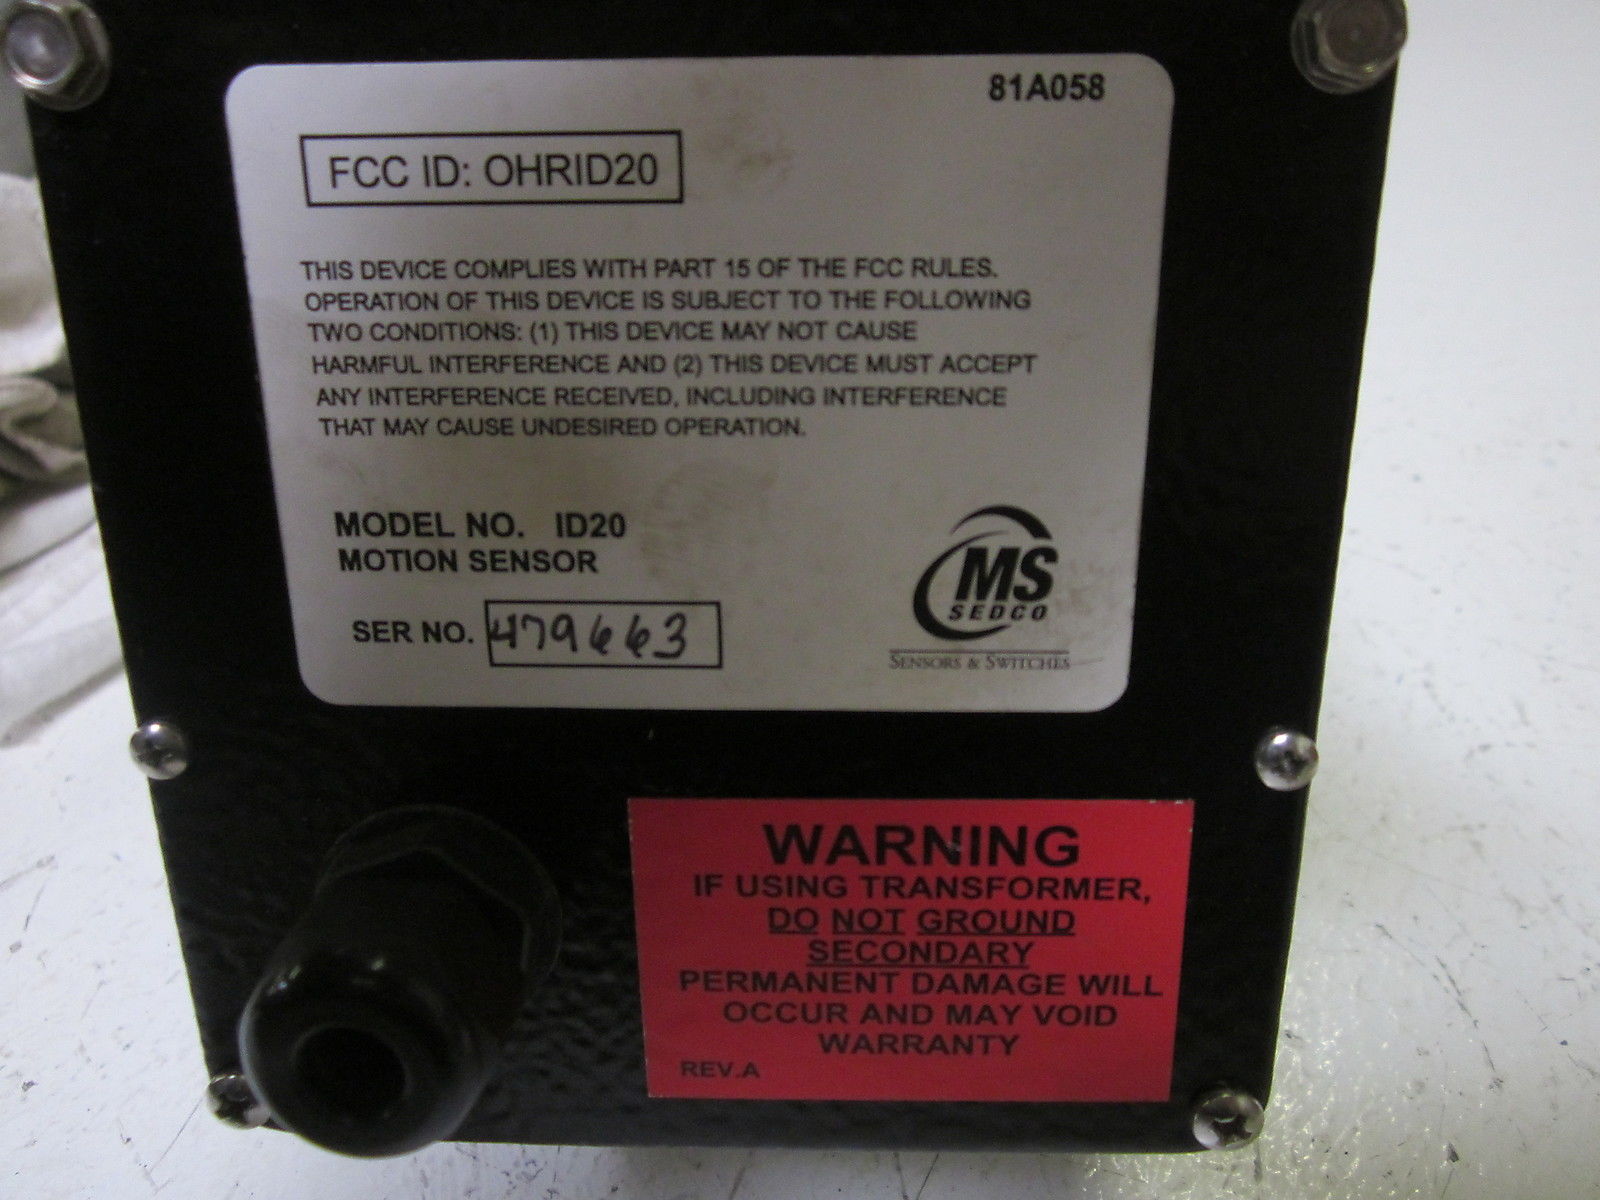 81A058
FCC ID: OHRID20
THIS DEVICE COMPLIES WITH PART 15 OF THE FCC RULES.
OPERATION OF THIS DEVICE IS SUBJECT TO THE FOLLOWING
TWO CONDITIONS: (1) THIS DEVICE MAY NOT CAUSE
HARMFUL INTERFERENCE AND (2) THIS DEVICE MUST ACCEPT
ANY INTERFERENCE RECEIVED, INCLUDING INTERFERENCE
THAT MAY CAUSE UNDESIRED OPERATION.
MODEL NO. ID20
MOTION SENSOR
SER NO. 479663
MS
SEDCO
SENSORS & SWITCHES
WARNING
IF USING TRANSFORMER,
DO NOT GROUND
SECONDARY
PERMANENT DAMAGE WILL
OCCUR AND MAY VOID
WARRANTY
REV.A